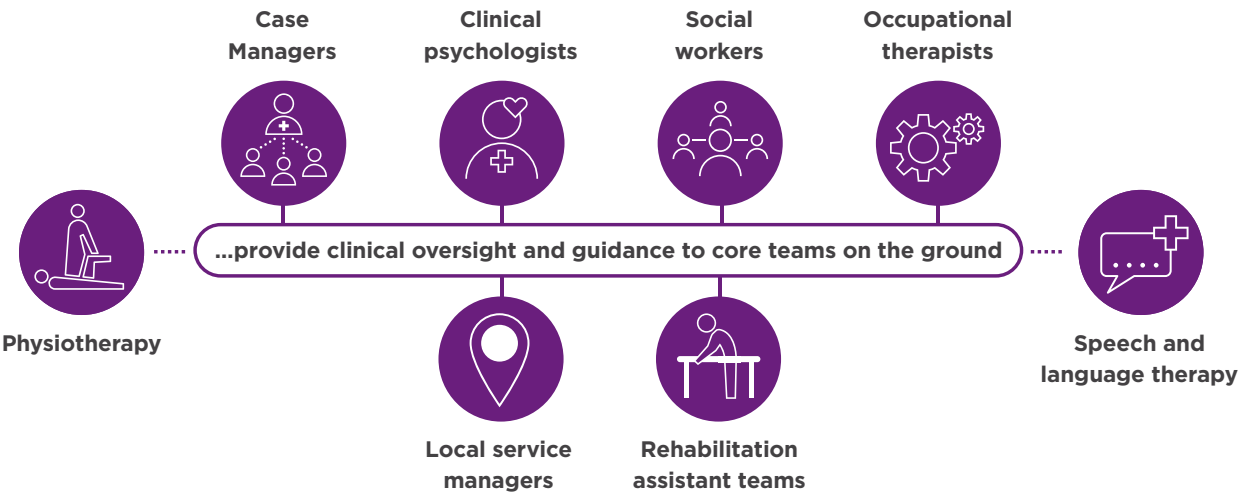 Case
Managers
Clinical
psychologists
Social
workers
Occupational
therapists
...provide clinical oversight and guidance to core teams on the ground
Physiotherapy
Speech and
language therapy
Local service
managers
Rehabilitation
assistant teams